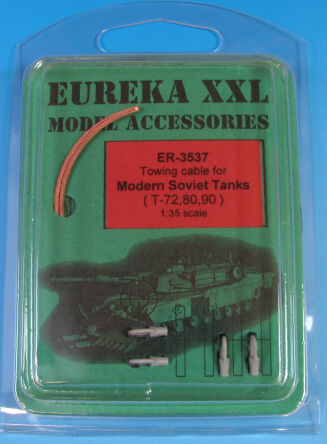 EUREKA XXL
MODEL ACCESSORIES
ER-3537
Towing cable for
Modern Soviet Tanks
( T-72,80,90 )
1:35 scale